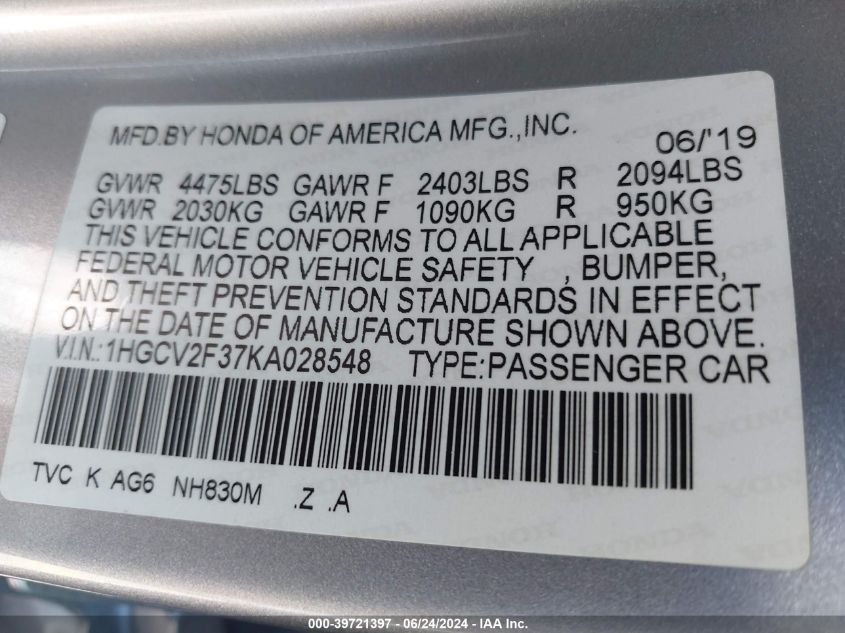 MFD.BY HONDA OF AMERICA MFG.,INC. 06/'19
GVWR 4475LBS GAWR F 2403LBS R 2094LBS
GVWR 2030KG GAWR F 1090KG R 950KG
THIS VEHICLE CONFORMS TO ALL APPLICABLE
FEDERAL MOTOR VEHICLE SAFETY , BUMPER,
AND THEFT PREVENTION STANDARDS IN EFFECT
ON THE DATE OF MANUFACTURE SHOWN ABOVE.
V.I.N.:1HGCV2F37KA028548 TYPE:PASSENGER CAR
TVC K AG6 NH830M .Z .A
HONDA HONDA
©-39721397 - 06/24/2024 - IAA Inc.